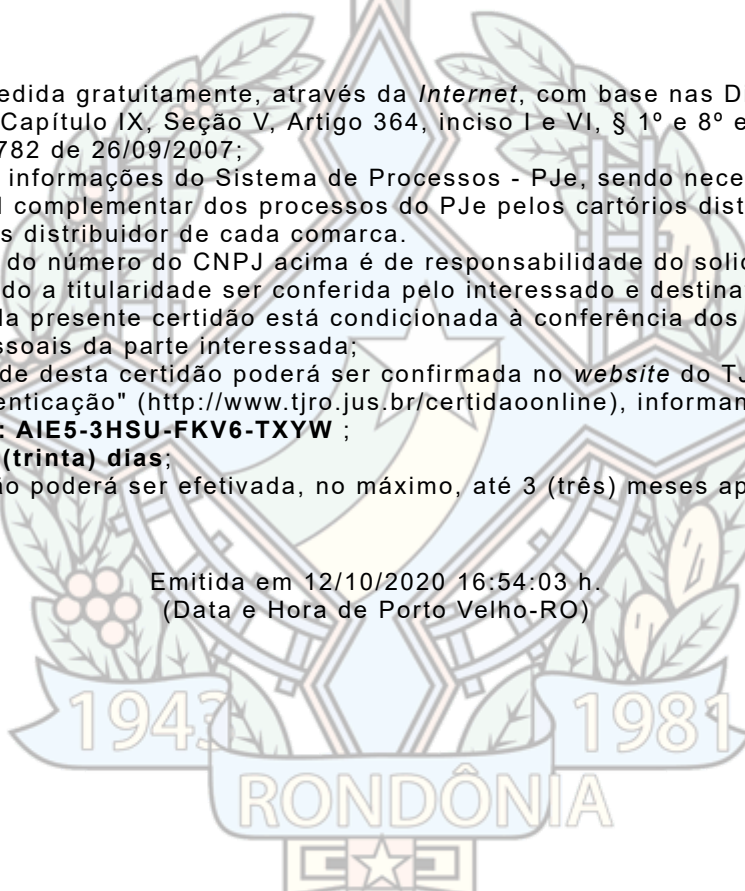 edida gratuitamente, através da Internet, com base nas D
Capítulo IX, Seção V, Artigo 364, inciso I e VI, § 1º e 8º e
782 de 26/09/2007;
informações do Sistema de Processos - PJe, sendo nece
l complementar dos processos do PJe pelos cartórios dist
s distribuidor de cada comarca.
do número do CNPJ acima é de responsabilidade do solic
do a titularidade ser conferida pelo interessado e destina
da presente certidão está condicionada à conferência dos
ssoais da parte interessada;
de desta certidão poderá ser confirmada no website do TJ
enticação" (http://www.tjro.jus.br/certidaoonline), informan
: AIE5-3HSU-FKV6-TXYW ;
(trinta) dias;
ão poderá ser efetivada, no máximo, até 3 (três) meses ap
Emitida em 12/10/2020 16:54:03 h.
(Data e Hora de Porto Velho-RO)
1943 1981
RONDÔNIA